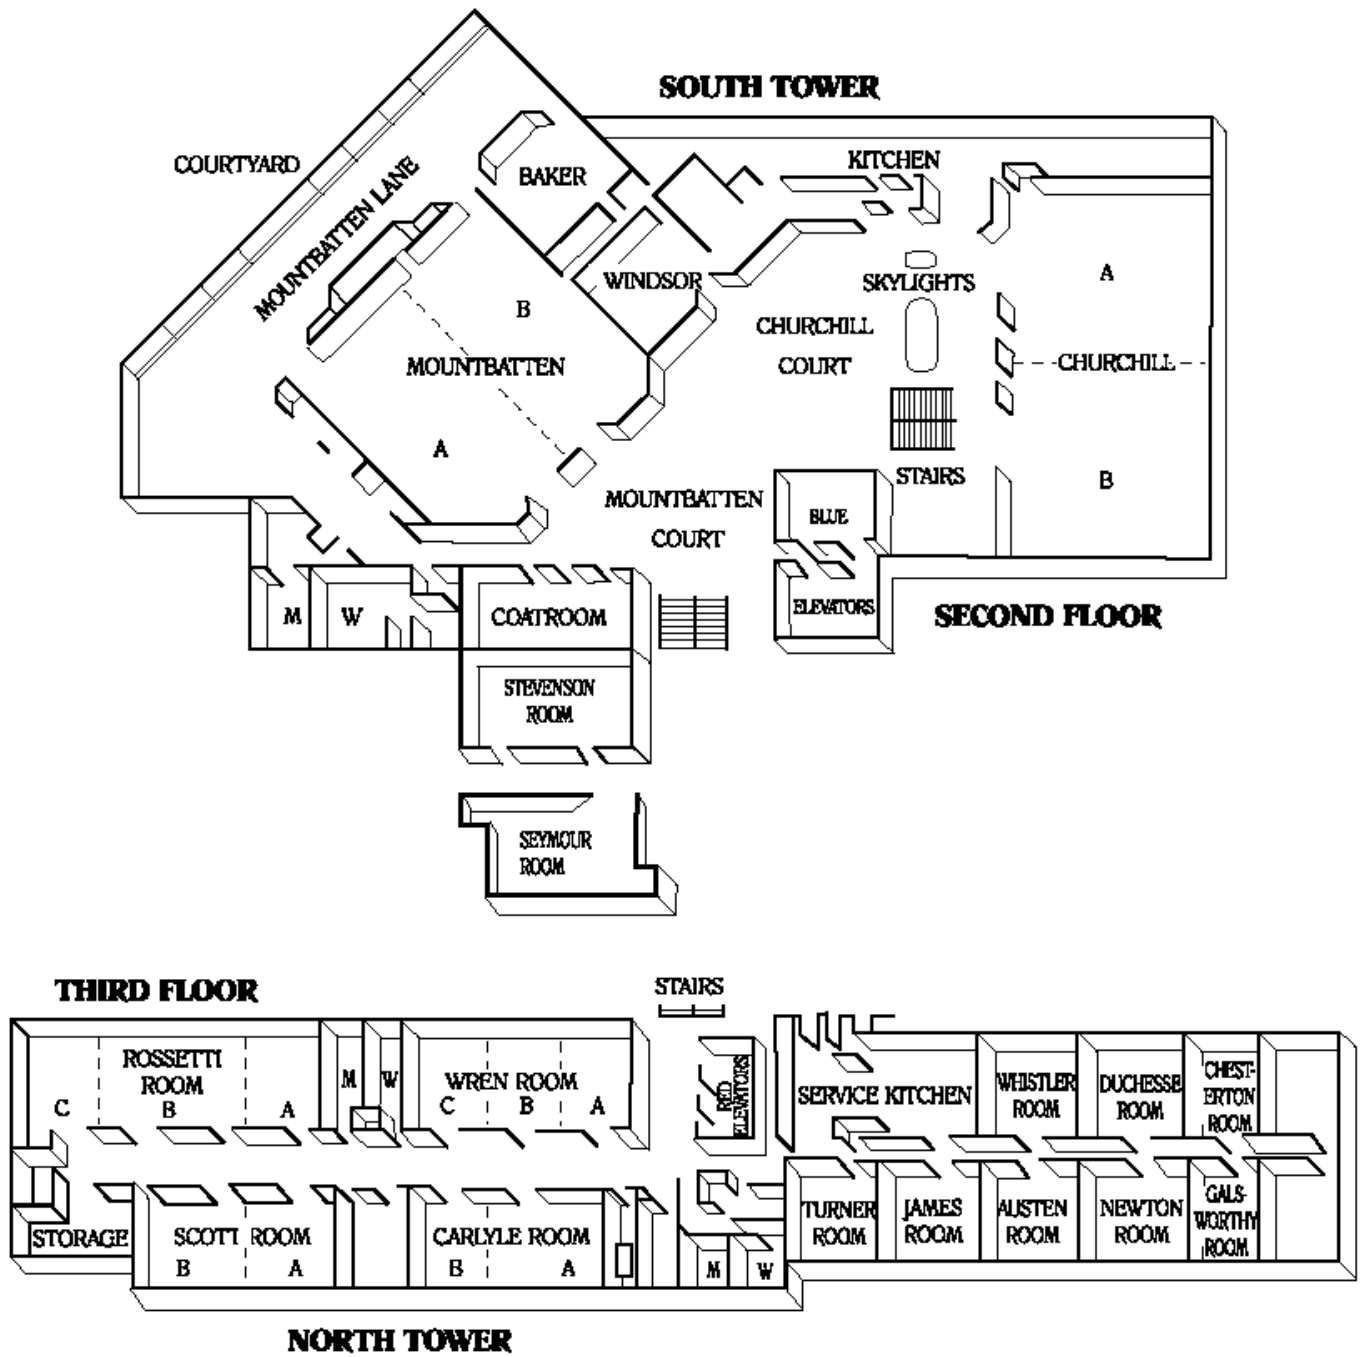 SOUTH TOWER
COURTYARD
MOUNTBATTEN LANE
BAKER
KITCHEN
WINDSOR
SKYLIGHTS
A
B
CHURCHILL
COURT
MOUNTBATTEN
CHURCHILL
A
STAIRS
B
MOUNTBATTEN
COURT
BLUE
ELEVATORS
M
W
COATROOM
SECOND FLOOR
STEVENSON
ROOM
SEYMOUR
ROOM
THIRD FLOOR
STAIRS
ROSSETTI
ROOM
C
B
A
M
W
WREN ROOM
C
B
A
RED
ELEVATORS
SERVICE KITCHEN
WHISTLER
ROOM
DUCHESSE
ROOM
CHEST-
ERTON
ROOM
STORAGE
SCOTT ROOM
B
A
CARLYLE ROOM
B
A
M
W
TURNER
ROOM
JAMES
ROOM
AUSTEN
ROOM
NEWTON
ROOM
GALS-
WORTHY
ROOM
NORTH TOWER